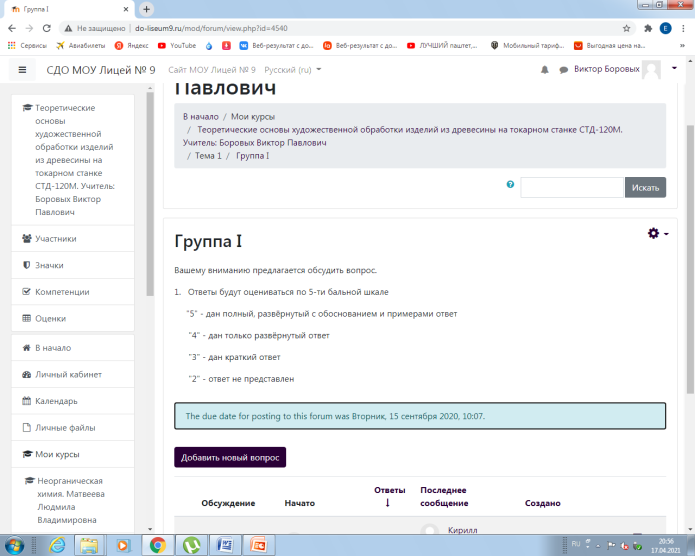 Группа I
Не защищено | do-liseum9.ru/mod/forum/view.php?id=4540
E
Сервисы Авиабилеты Яндекс YouTube Веб-результат с до... Веб-результат с до... ЛУЧШИЙ паштет,... Мобильный тариф... Выгодная цена на...
СДО МОУ Лицей № 9 Сайт МОУ Лицей № 9 Русский (ru) Виктор Боровых
Теоретические
основы
художественной
обработки изделий
из древесины на
токарном станке
СТД-120М. Учитель:
Боровых Виктор
Павлович
Участники
Значки
Компетенции
Оценки
В начало
Личный кабинет
Календарь
Личные файлы
Мои курсы
Неорганическая
химия. Матвеева
Людмила
Владимировна
Павлович
В начало / Мои курсы
/ Теоретические основы художественной обработки изделий из древесины на токарном станке СТД-120М.
Учитель: Боровых Виктор Павлович
/ Тема 1 / Группа I
Искать
Группа I
Вашему вниманию предлагается обсудить вопрос.
1. Ответы будут оцениваться по 5-ти бальной шкале
"5" - дан полный, развёрнутый с обоснованием и примерами ответ
"4" - дан только развёрнутый ответ
"3" - дан краткий ответ
"2" - ответ не представлен
The due date for posting to this forum was Вторник, 15 сентября 2020, 10:07.
Добавить новый вопрос
Обсуждение Начато Ответы ↓ Последнее сообщение Создано
Кирилл
RU 20:56
17.04.2021